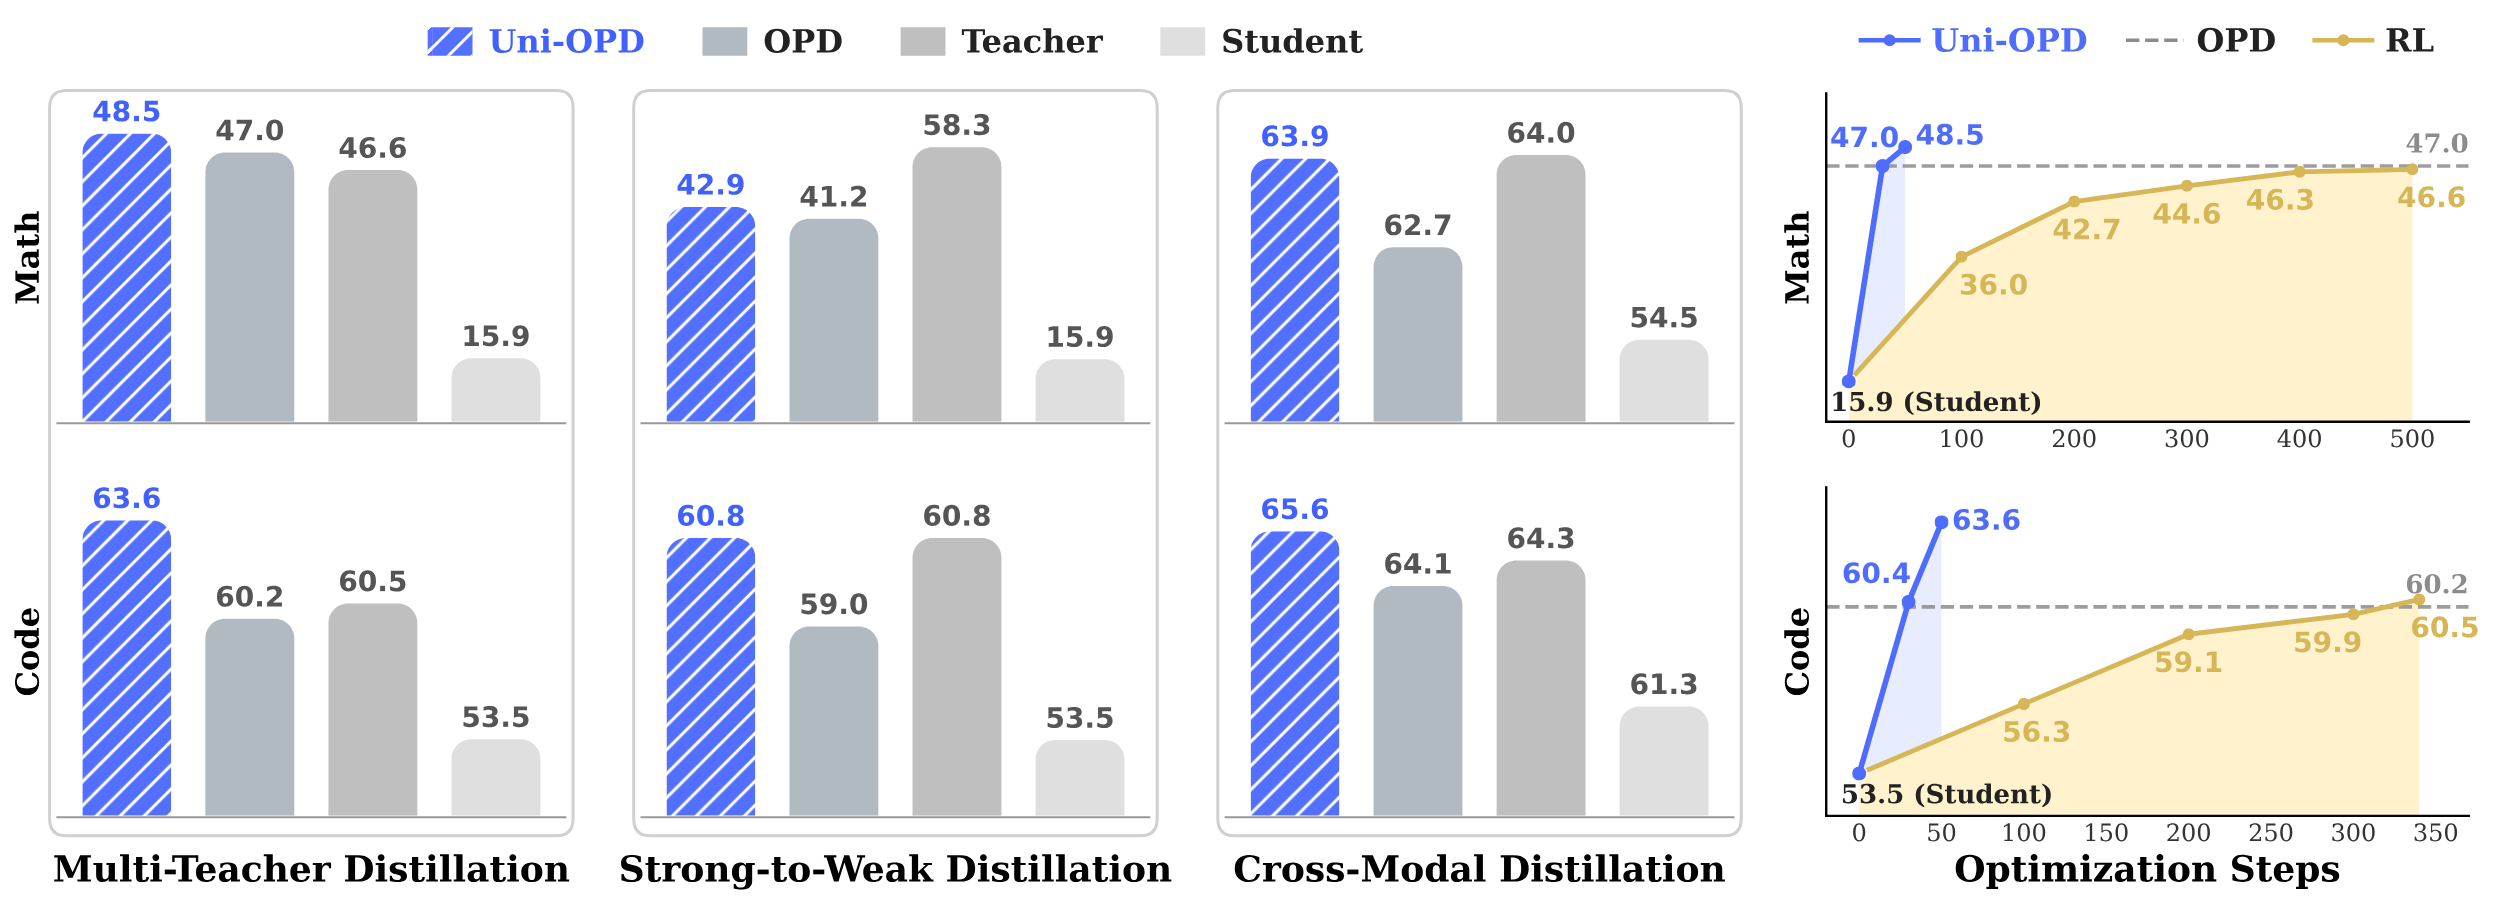 Uni-OPD OPD Teacher Student
Uni-OPD OPD RL
Math
48.5 47.0 46.6 15.9
42.9 41.2 58.3 15.9
63.9 62.7 64.0 54.5
Code
63.6 60.2 60.5 53.5
60.8 59.0 60.8 53.5
65.6 64.1 64.3 61.3
Multi-Teacher Distillation
Strong-to-Weak Distillation
Cross-Modal Distillation
Math
47.0 48.5 47.0
36.0 42.7 44.6 46.3 46.6
15.9 (Student)
0 100 200 300 400 500
Code
60.4 63.6 60.2
56.3 59.1 59.9 60.5
53.5 (Student)
0 50 100 150 200 250 300 350
Optimization Steps